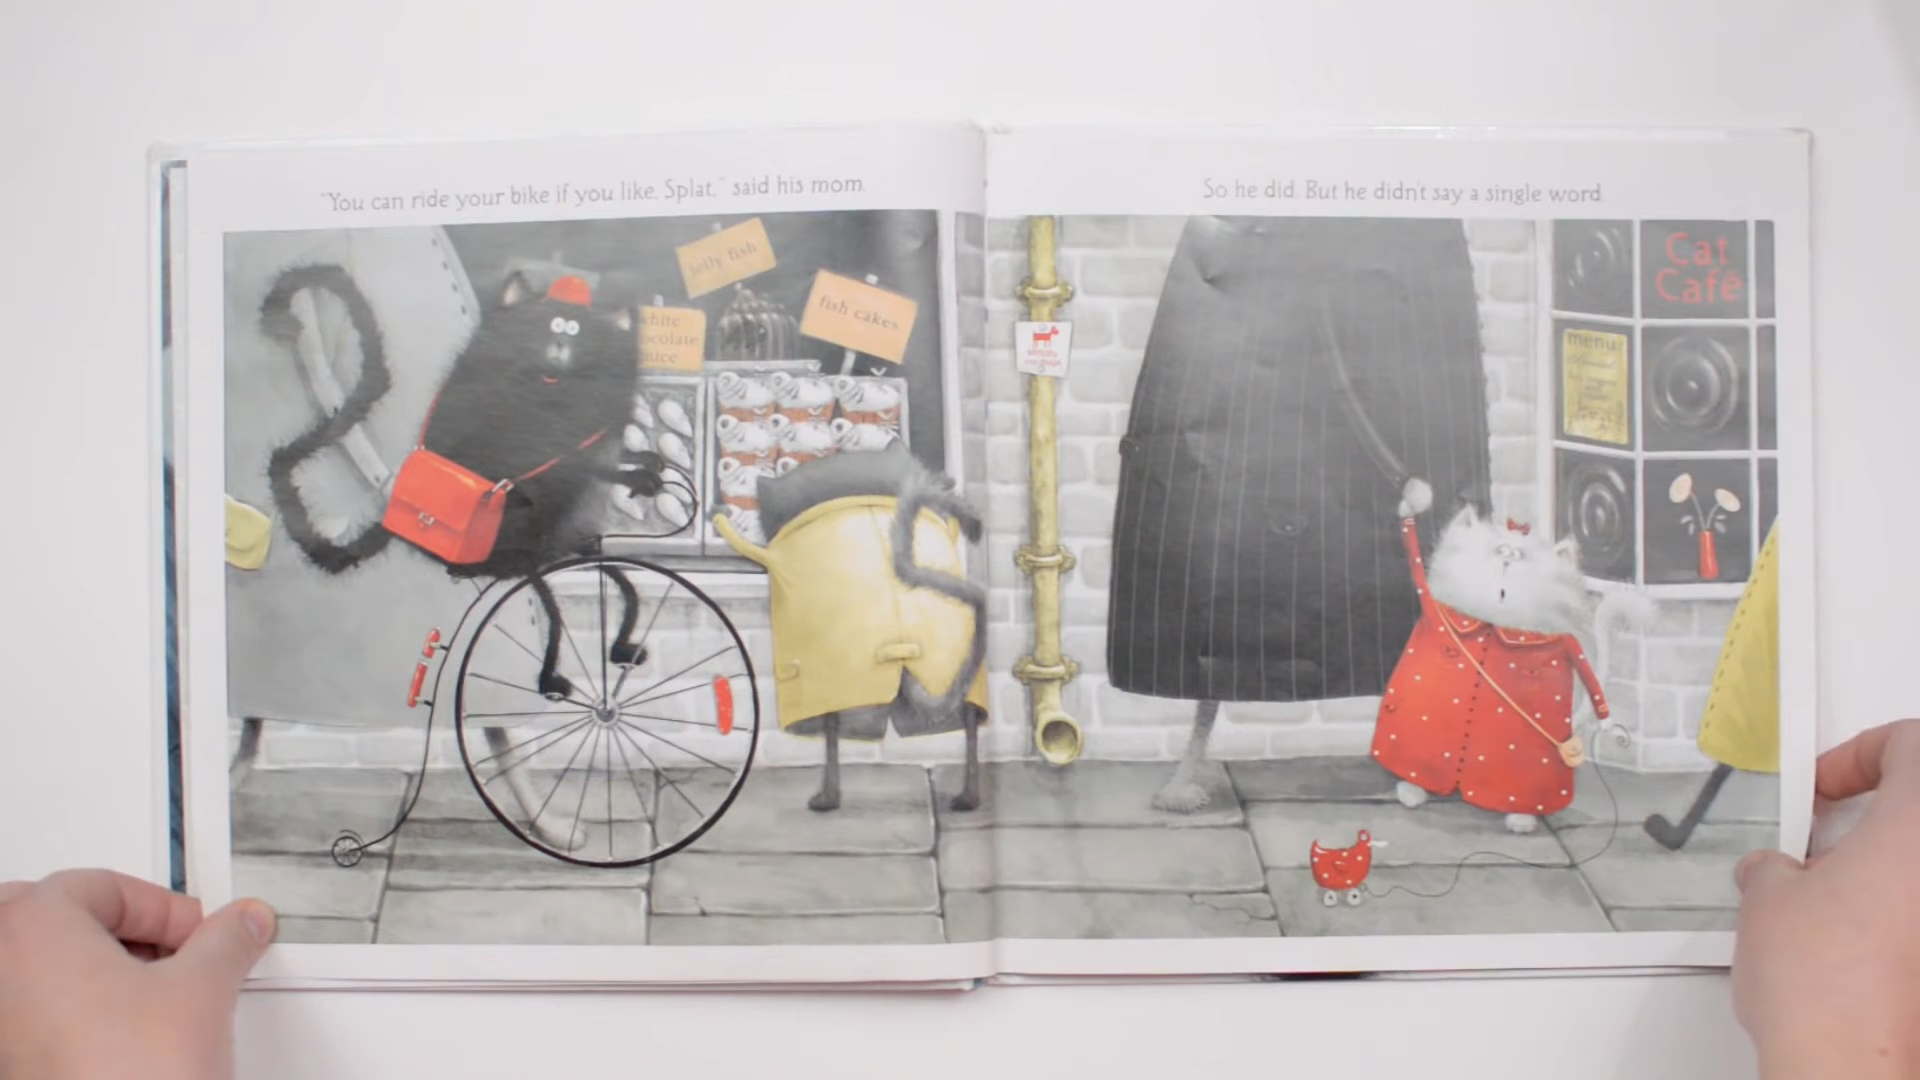 "You can ride your bike if you like, Splat," said his mom.
So he did. But he didn't say a single word.
jelly fish
fish cakes
white
mice
Cat
Café
menu